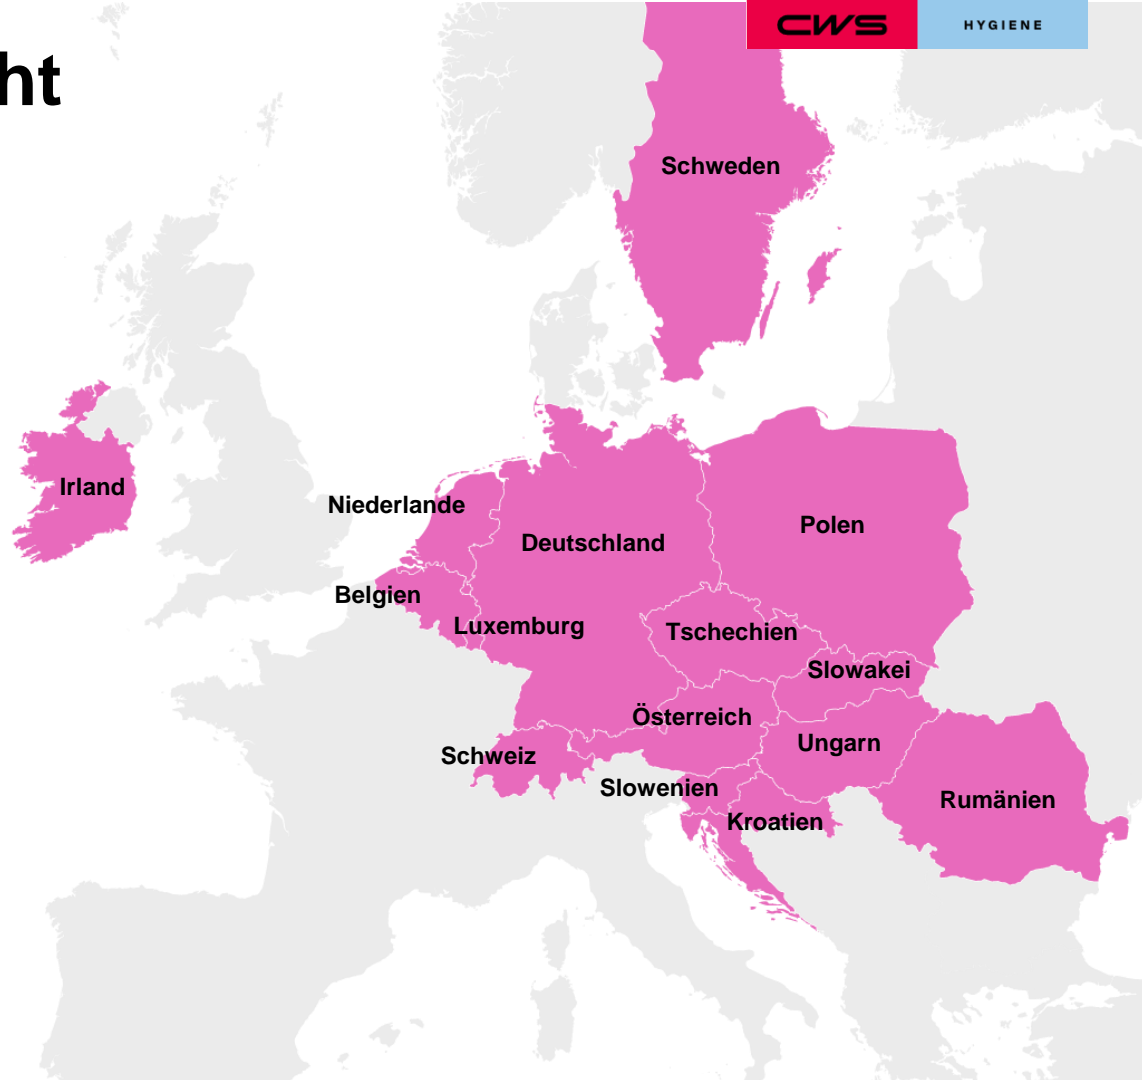 CWS HYGIENE
ht
Schweden
Irland
Niederlande
Polen
Deutschland
Belgien
Luxemburg
Tschechien
Slowakei
Österreich
Ungarn
Schweiz
Slowenien
Rumänien
Kroatien